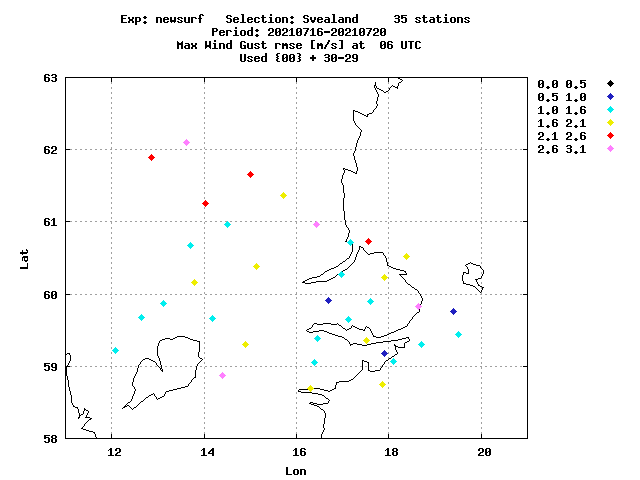 Exp: newsurf   Selection: Svealand     35 stations
Period: 20210716-20210720
Max Wind Gust rmse [m/s] at  06 UTC
Used {00} + 30-29
63
62
61
60
59
58
Lat
12
14
16
18
20
Lon
0.0 0.5
0.5 1.0
1.0 1.6
1.6 2.1
2.1 2.6
2.6 3.1